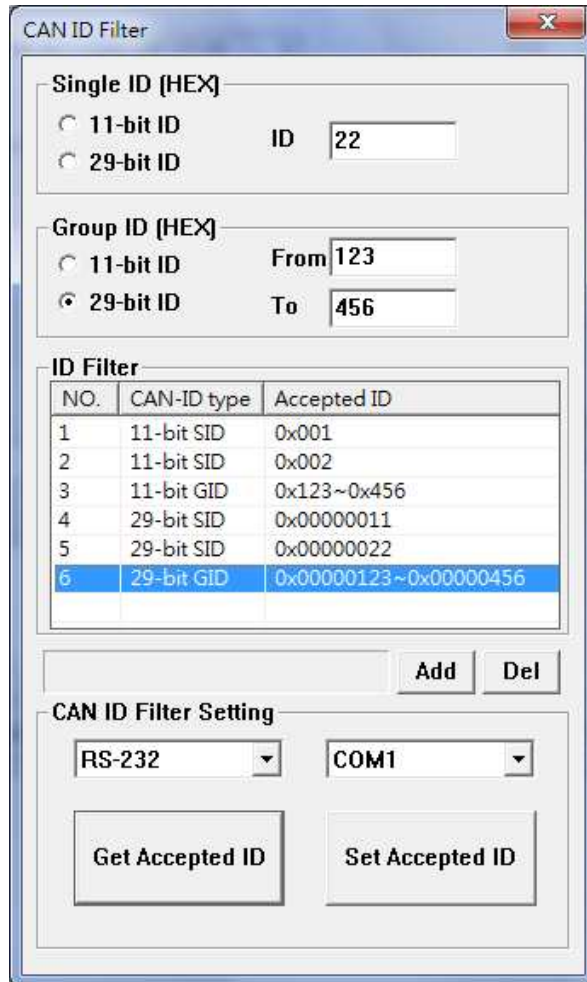 CAN ID Filter
Single ID (HEX)
11-bit ID
29-bit ID
ID 22
Group ID (HEX)
11-bit ID
29-bit ID
From 123
To 456
ID Filter
NO. CAN-ID type Accepted ID
1 11-bit SID 0x001
2 11-bit SID 0x002
3 11-bit GID 0x123~0x456
4 29-bit SID 0x00000011
5 29-bit SID 0x00000022
6 29-bit GID 0x00000123~0x00000456
Add Del
CAN ID Filter Setting
RS-232 COM1
Get Accepted ID Set Accepted ID